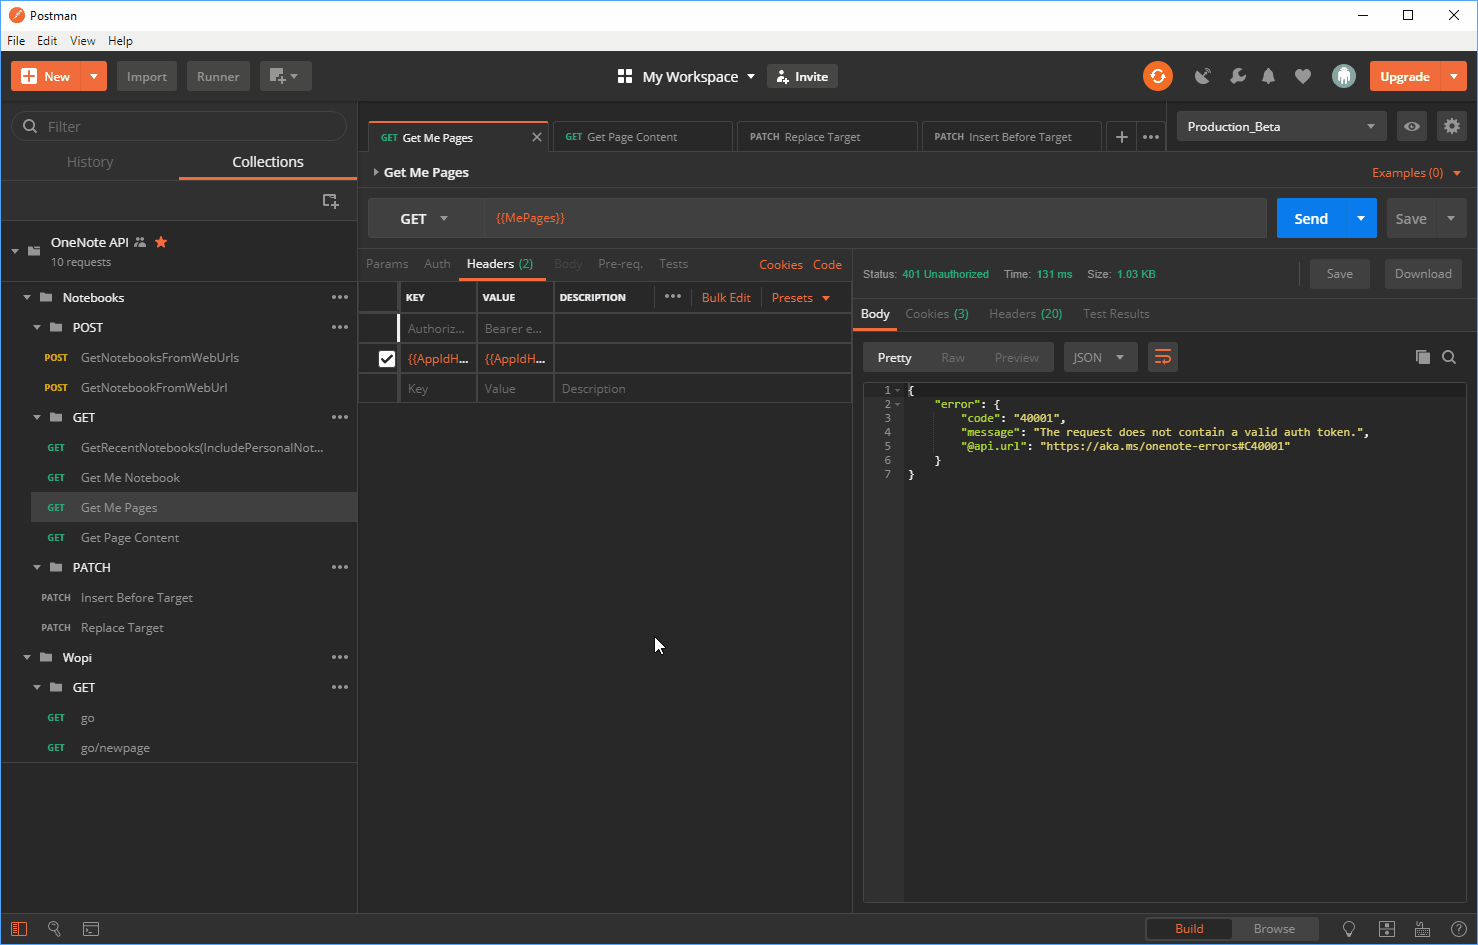 Postman
File Edit View Help
New
Import
Runner
My Workspace
Invite
Upgrade
Filter
History
Collections
OneNote API
10 requests
Notebooks
POST
POST GetNotebooksFromWebUrls
POST GetNotebookFromWebUrl
GET
GET GetRecentNotebooks(IncludePersonalNot...
GET Get Me Notebook
GET Get Me Pages
GET Get Page Content
PATCH
PATCH Insert Before Target
PATCH Replace Target
Wopi
GET
GET go
GET go/newpage
GET Get Me Pages
GET Get Page Content
PATCH Replace Target
PATCH Insert Before Target
Production_Beta
Get Me Pages
Examples (0)
GET
{{MePages}}
Send
Save
Params Auth Headers (2) Body Pre-req. Tests
Cookies Code
KEY VALUE DESCRIPTION
Bulk Edit Presets
Authoriz... Bearer e...
{{AppIdH... {{AppIdH...
Key Value Description
Status: 401 Unauthorized Time: 131 ms Size: 1.03 KB
Save Download
Body Cookies (3) Headers (20) Test Results
Pretty Raw Preview
JSON
1 {
2 "error": {
3 "code": "40001",
4 "message": "The request does not contain a valid auth token.",
5 "@api.url": "https://aka.ms/onenote-errors#C40001"
6 }
7 }
Build Browse